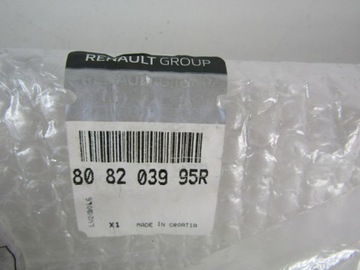 RENAULT GROUP
80 82 039 95R
X1 MADE IN CROATIA